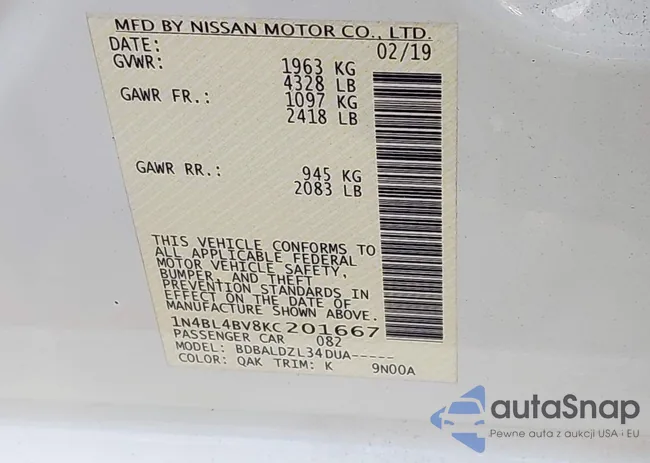 MFD BY NISSAN MOTOR CO., LTD.
DATE: 02/19
GVWR: 1963 KG
4328 LB
GAWR FR.: 1097 KG
2418 LB
GAWR RR.: 945 KG
2083 LB
THIS VEHICLE CONFORMS TO
ALL APPLICABLE FEDERAL
MOTOR VEHICLE SAFETY,
BUMPER, AND THEFT
PREVENTION STANDARDS IN
EFFECT ON THE DATE OF
MANUFACTURE SHOWN ABOVE.
1N4BL4BV8KC201667
PASSENGER CAR 082
MODEL: BDBALDZL34DUA-----
COLOR: QAK TRIM: K 9N00A
autaSnap
Pewne auta z aukcji USA i EU